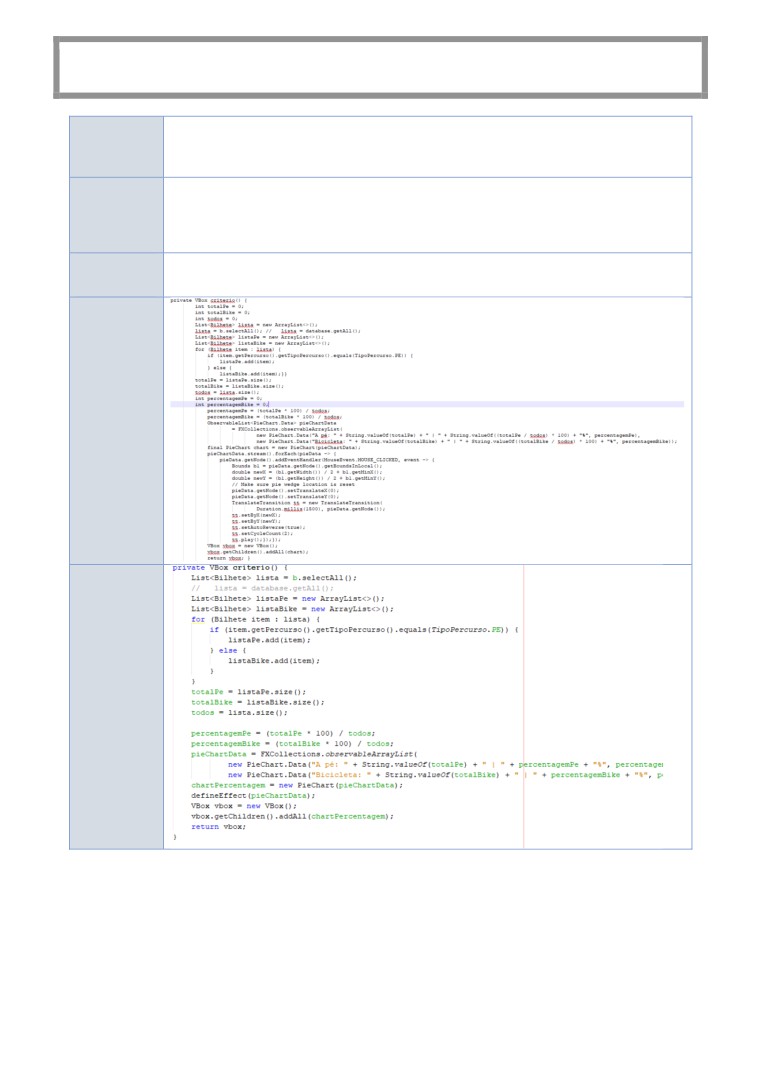 private VBox criterio() {
int totalPe = 0;
int totalBike = 0;
int todos = 0;
List<Bilhete> lista = new ArrayList<>();
lista = b.selectAll(); //   lista = database.getAll();
List<Bilhete> listaPe = new ArrayList<>();
List<Bilhete> listaBike = new ArrayList<>();
for (Bilhete item : lista) {
if (item.getPercurso().getTipoPercurso().equals(TipoPercurso.PE)) {
listaPe.add(item);
} else {
listaBike.add(item);}}
totalPe = listaPe.size();
totalBike = listaBike.size();
todos = lista.size();
int percentagemPe = 0;
int percentagemBike = 0;
percentagemPe = (totalPe * 100) / todos;
percentagemBike = (totalBike * 100) / todos;
ObservableList<PieChart.Data> pieChartData
= FXCollections.observableArrayList(
new PieChart.Data("A pé: " + String.valueOf(totalPe) + " | " + String.valueOf((totalPe / todos) * 100) + "%", percentagemPe),
new PieChart.Data("Bicicleta: " + String.valueOf(totalBike) + " | " + String.valueOf((totalBike / todos) * 100) + "%", percentagemBike));
final PieChart chart = new PieChart(pieChartData);
pieChartData.stream().forEach(pieData -> {
pieData.getNode().addEventHandler(MouseEvent.MOUSE_CLICKED, event -> {
Bounds b1 = pieData.getNode().getBoundsInLocal();
double newX = (b1.getWidth()) / 2 + b1.getMinX();
double newY = (b1.getHeight()) / 2 + b1.getMinY();
// Make sure pie wedge location is reset
pieData.getNode().setTranslateX(0);
pieData.getNode().setTranslateY(0);
TranslateTransition tt = new TranslateTransition(
Duration.millis(1500), pieData.getNode());
tt.setByX(newX);
tt.setByY(newY);
tt.setAutoReverse(true);
tt.setCycleCount(2);
tt.play();});});
VBox vbox = new VBox();
vbox.getChildren().addAll(chart);
return vbox; }
private VBox criterio() {
List<Bilhete> lista = b.selectAll();
//   lista = database.getAll();
List<Bilhete> listaPe = new ArrayList<>();
List<Bilhete> listaBike = new ArrayList<>();
for (Bilhete item : lista) {
if (item.getPercurso().getTipoPercurso().equals(TipoPercurso.PE)) {
listaPe.add(item);
} else {
listaBike.add(item);
}
}
totalPe = listaPe.size();
totalBike = listaBike.size();
todos = lista.size();
percentagemPe = (totalPe * 100) / todos;
percentagemBike = (totalBike * 100) / todos;
pieChartData = FXCollections.observableArrayList(
new PieChart.Data("A pé: " + String.valueOf(totalPe) + " | " + percentagemPe + "%", percentagem
new PieChart.Data("Bicicleta: " + String.valueOf(totalBike) + " | " + percentagemBike + "%", p
chartPercentagem = new PieChart(pieChartData);
defineEffect(pieChartData);
VBox vbox = new VBox();
vbox.getChildren().addAll(chartPercentagem);
return vbox;
}